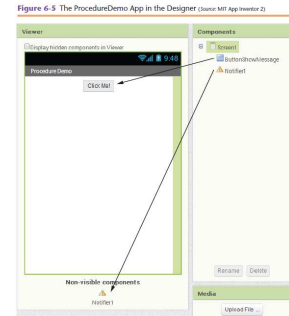 Figure 6-5 The ProcedureDemo App in the Designer (Source: MIT App Inventor 2)
Viewer
Display hidden components in Viewer
9:48
Procedure Demo
Click Me!
Non-visible components
Notifier1
Components
Screen1
ButtonShowMessage
Notifier1
Rename Delete
Media
Upload File ...